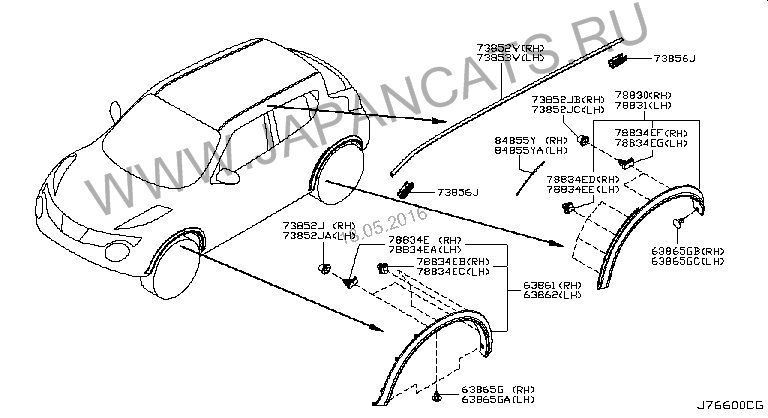 WWW.JAPANCATS.RU
18.05.2016
73852V(RH)
73853V(LH)
73856J
78830(RH)
78831(LH)
73852JB(RH)
73852JC(LH)
84855Y (RH)
84855YA(LH)
78834EF(RH)
78834EG(LH)
78834ED(RH)
78834EE(LH)
73856J
73852J (RH)
73852JA(LH)
78834E (RH)
78834EA(LH)
78834EB(RH)
78834EC(LH)
63865GB(RH)
63865GC(LH)
63861(RH)
63862(LH)
63865G (RH)
63865GA(LH)
J76600CG